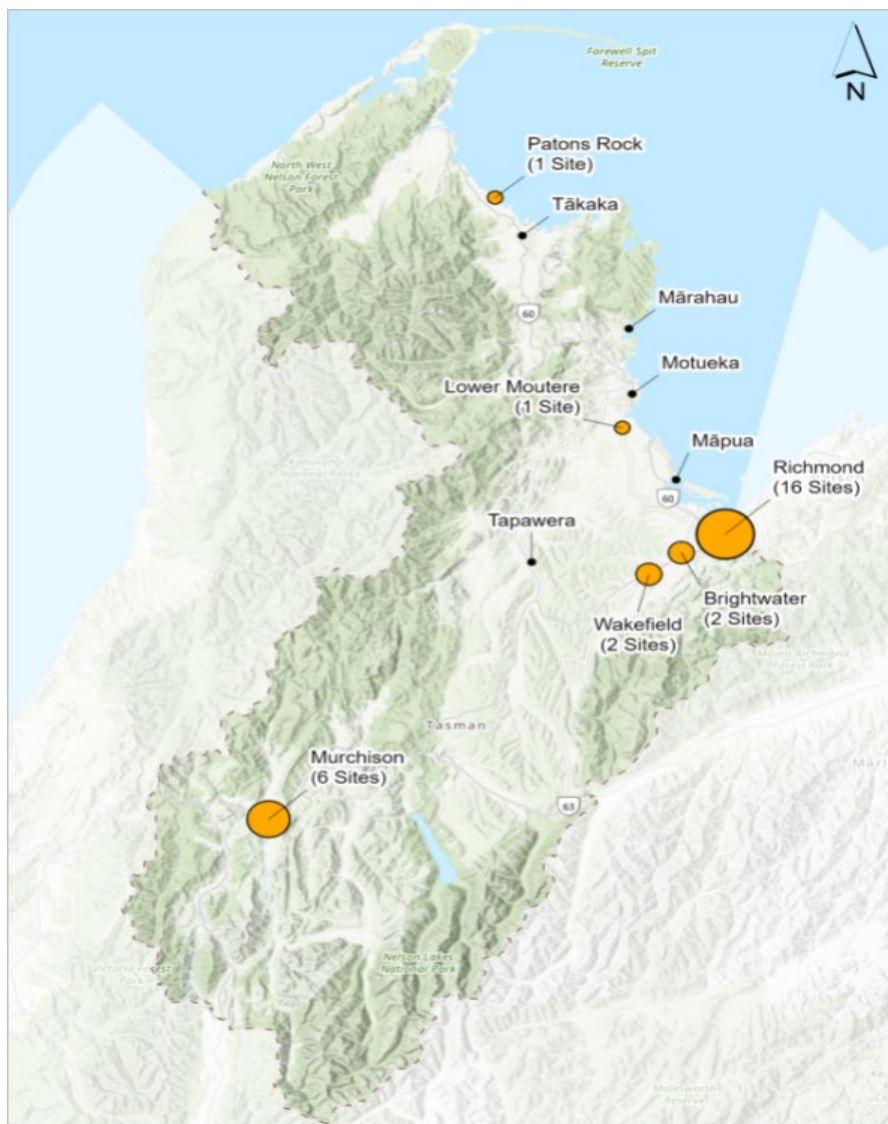 Farewell Spit
Reserve
N
Patons Rock
(1 Site)
North West
Nelson Forest
Park
Tākaka
60
Mārahau
Motueka
Lower Moutere
(1 Site)
Māpua
60
Richmond
(16 Sites)
Tapawera
Brightwater
(2 Sites)
Wakefield
(2 Sites)
Mount Richmond
Forest Park
Tasman
Murchison
(6 Sites)
63
Nelson Lakes
National Park
Victoria Forest
Park
Molesworth
Reserve